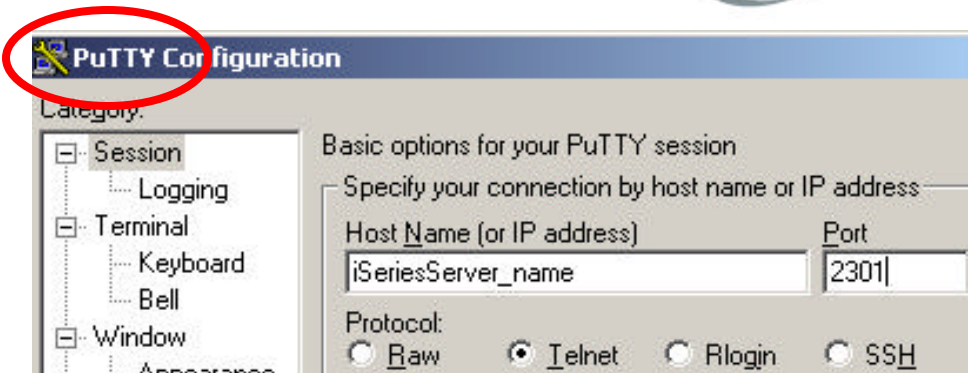 PuTTY Configuration
Category:
Session
Logging
Terminal
Keyboard
Bell
Window
Appearance
Basic options for your PuTTY session
Specify your connection by host name or IP address
Host Name (or IP address)
Port
iSeriesServer_name
2301
Protocol:
Raw
Telnet
Rlogin
SSH